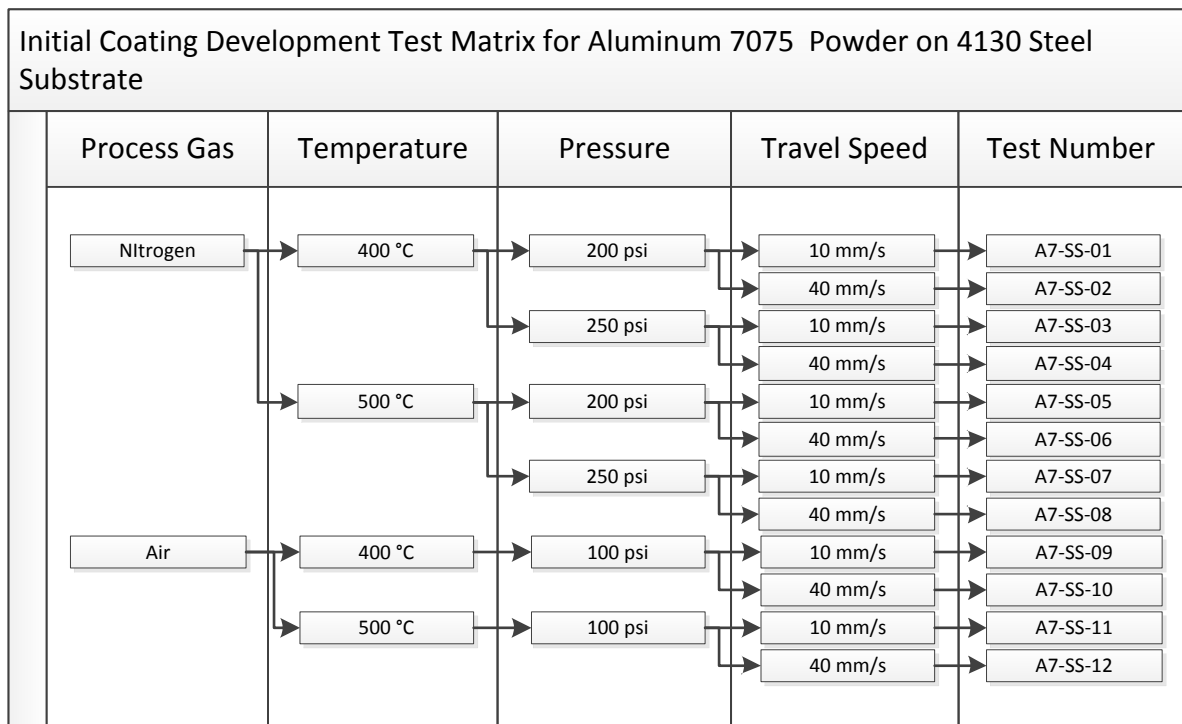 Initial Coating Development Test Matrix for Aluminum 7075 Powder on 4130 Steel
Substrate
Process Gas Temperature Pressure Travel Speed Test Number
NItrogen 400 °C 200 psi 10 mm/s A7-SS-01
40 mm/s A7-SS-02
250 psi 10 mm/s A7-SS-03
40 mm/s A7-SS-04
500 °C 200 psi 10 mm/s A7-SS-05
40 mm/s A7-SS-06
250 psi 10 mm/s A7-SS-07
40 mm/s A7-SS-08
Air 400 °C 100 psi 10 mm/s A7-SS-09
40 mm/s A7-SS-10
500 °C 100 psi 10 mm/s A7-SS-11
40 mm/s A7-SS-12